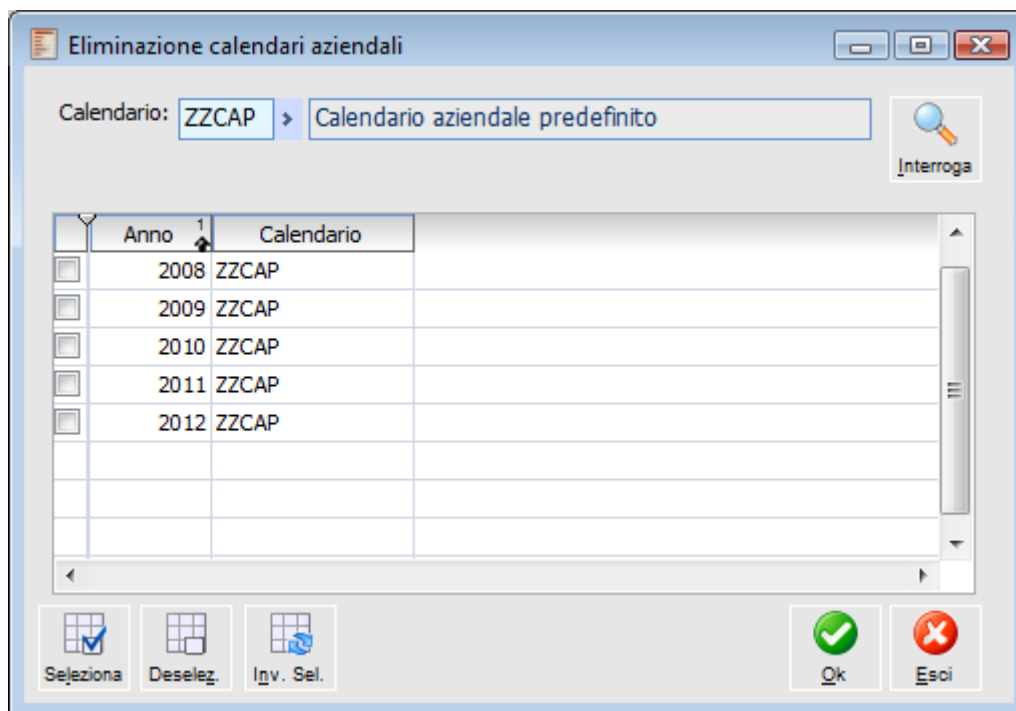 Eliminazione calendari aziendali
Calendario: ZZCAP Calendario aziendale predefinito
Interroga
Anno 1 Calendario
2008 ZZCAP
2009 ZZCAP
2010 ZZCAP
2011 ZZCAP
2012 ZZCAP
Seleziona Deselez. Inv. Sel. Ok Esci